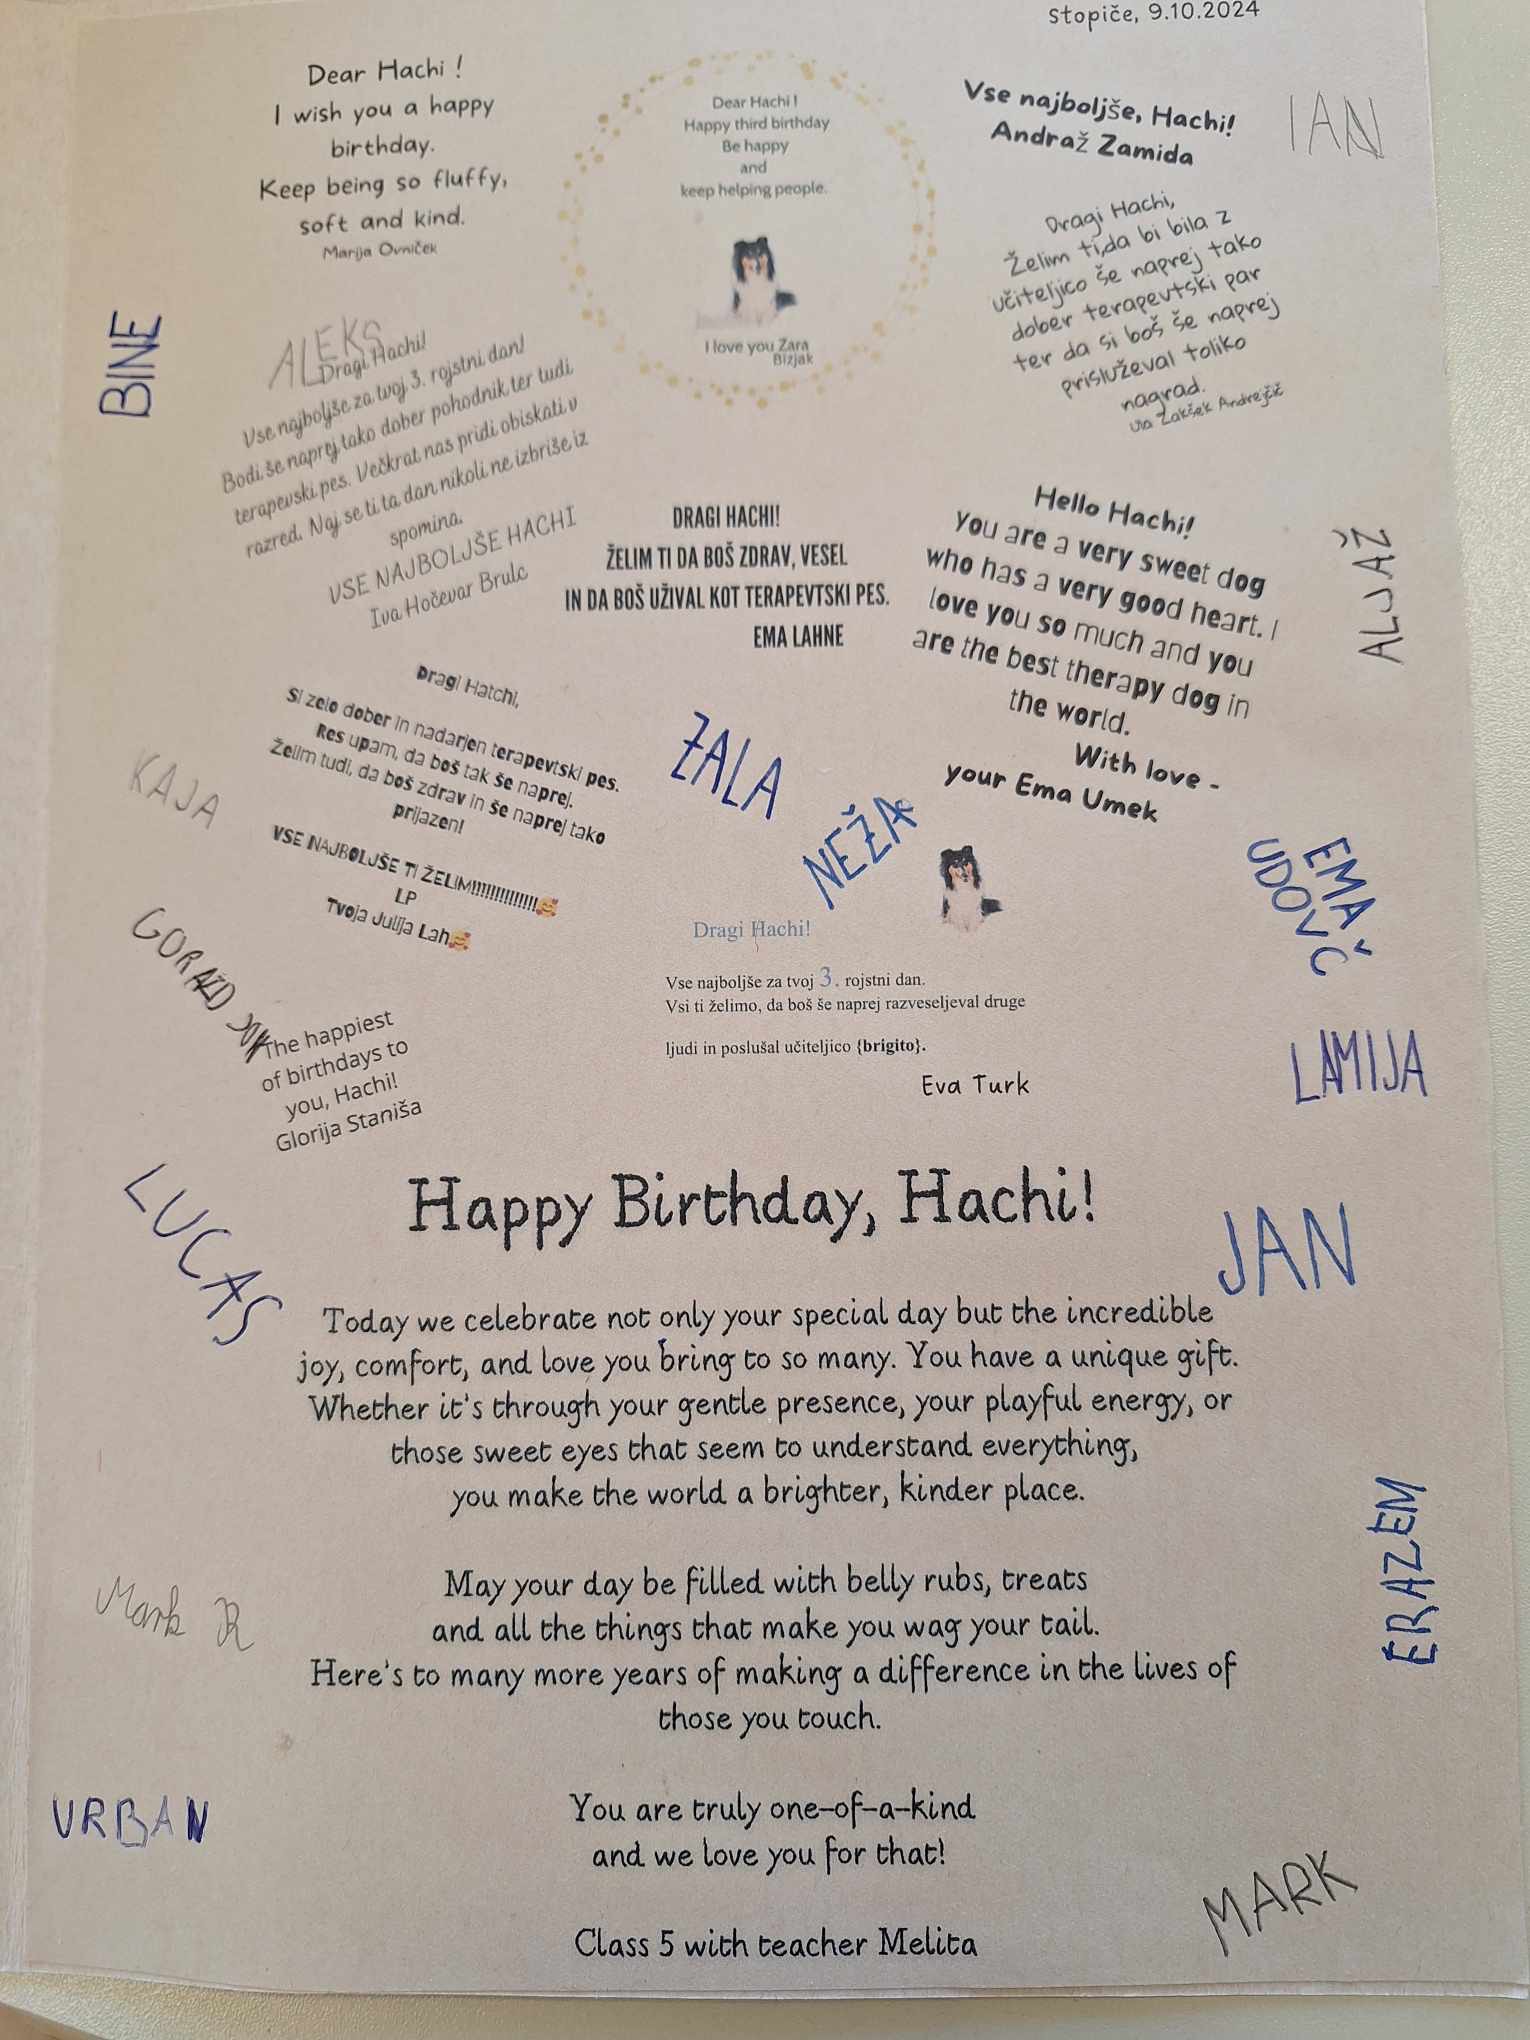 Stopiče, 9.10.2024
Dear Hachi !
I wish you a happy
birthday.
Keep being so fluffy,
soft and kind.
Marija Ovniček
Dear Hachi !
Happy third birthday
Be happy
and
keep helping people.
I love you Zara
Bizjak
Vse najboljše, Hachi!
Andraž Zamida
IAN
Dragi Hachi,
Želim ti,da bi bila z
učiteljico še naprej tako
dober terapevtski par
ter da si boš še naprej
prisluževal toliko
nagrad.
Ula Zakšek Andrejčič
BINE
ALEKS
Dragi Hachi!
Vse najboljše za tvoj 3. rojstni dan!
Bodi še naprej tako dober pohodnik ter tudi
terapevski pes. Večkrat nas pridi obiskati v
razred. Naj se ti ta dan nikoli ne izbriše iz
spomina.
VSE NAJBOLJŠE HACHI
Iva Hočevar Brulc
DRAGI HACHI!
ŽELIM TI DA BOŠ ZDRAV, VESEL
IN DA BOŠ UŽIVAL KOT TERAPEVTSKI PES.
EMA LAHNE
Hello Hachi!
You are a very sweet dog
who has a very good heart. I
love you so much and you
are the best therapy dog in
the world.
With love -
your Ema Umek
ALJAŽ
Dragi Hatchi,
Si zelo dober in nadarjen terapevtski pes.
Res upam, da boš tak še naprej.
Želim tudi, da boš zdrav in še naprej tako
prijazen!
VSE NAJBOLJŠE TI ŽELIM!!!!!!!!!!!!!!🥰
LP
Tvoja Julija Lah🥰
ŽALA
NEŽA
KAJA
EMA
UDOVČ
GORAZD
Dragi Hachi!
Vse najboljše za tvoj 3. rojstni dan.
Vsi ti želimo, da boš še naprej razveseljeval druge
ljudi in poslušal učiteljico {brigito}.
Eva Turk
The happiest
of birthdays to
you, Hachi!
Glorija Staniša
LAMIJA
LUCAS
Happy Birthday, Hachi!
JAN
Today we celebrate not only your special day but the incredible
joy, comfort, and love you bring to so many. You have a unique gift.
Whether it's through your gentle presence, your playful energy, or
those sweet eyes that seem to understand everything,
you make the world a brighter, kinder place.
ERAZEM
May your day be filled with belly rubs, treats
and all the things that make you wag your tail.
Here's to many more years of making a difference in the lives of
those you touch.
Mark R
URBAN
You are truly one-of-a-kind
and we love you for that!
MARK
Class 5 with teacher Melita